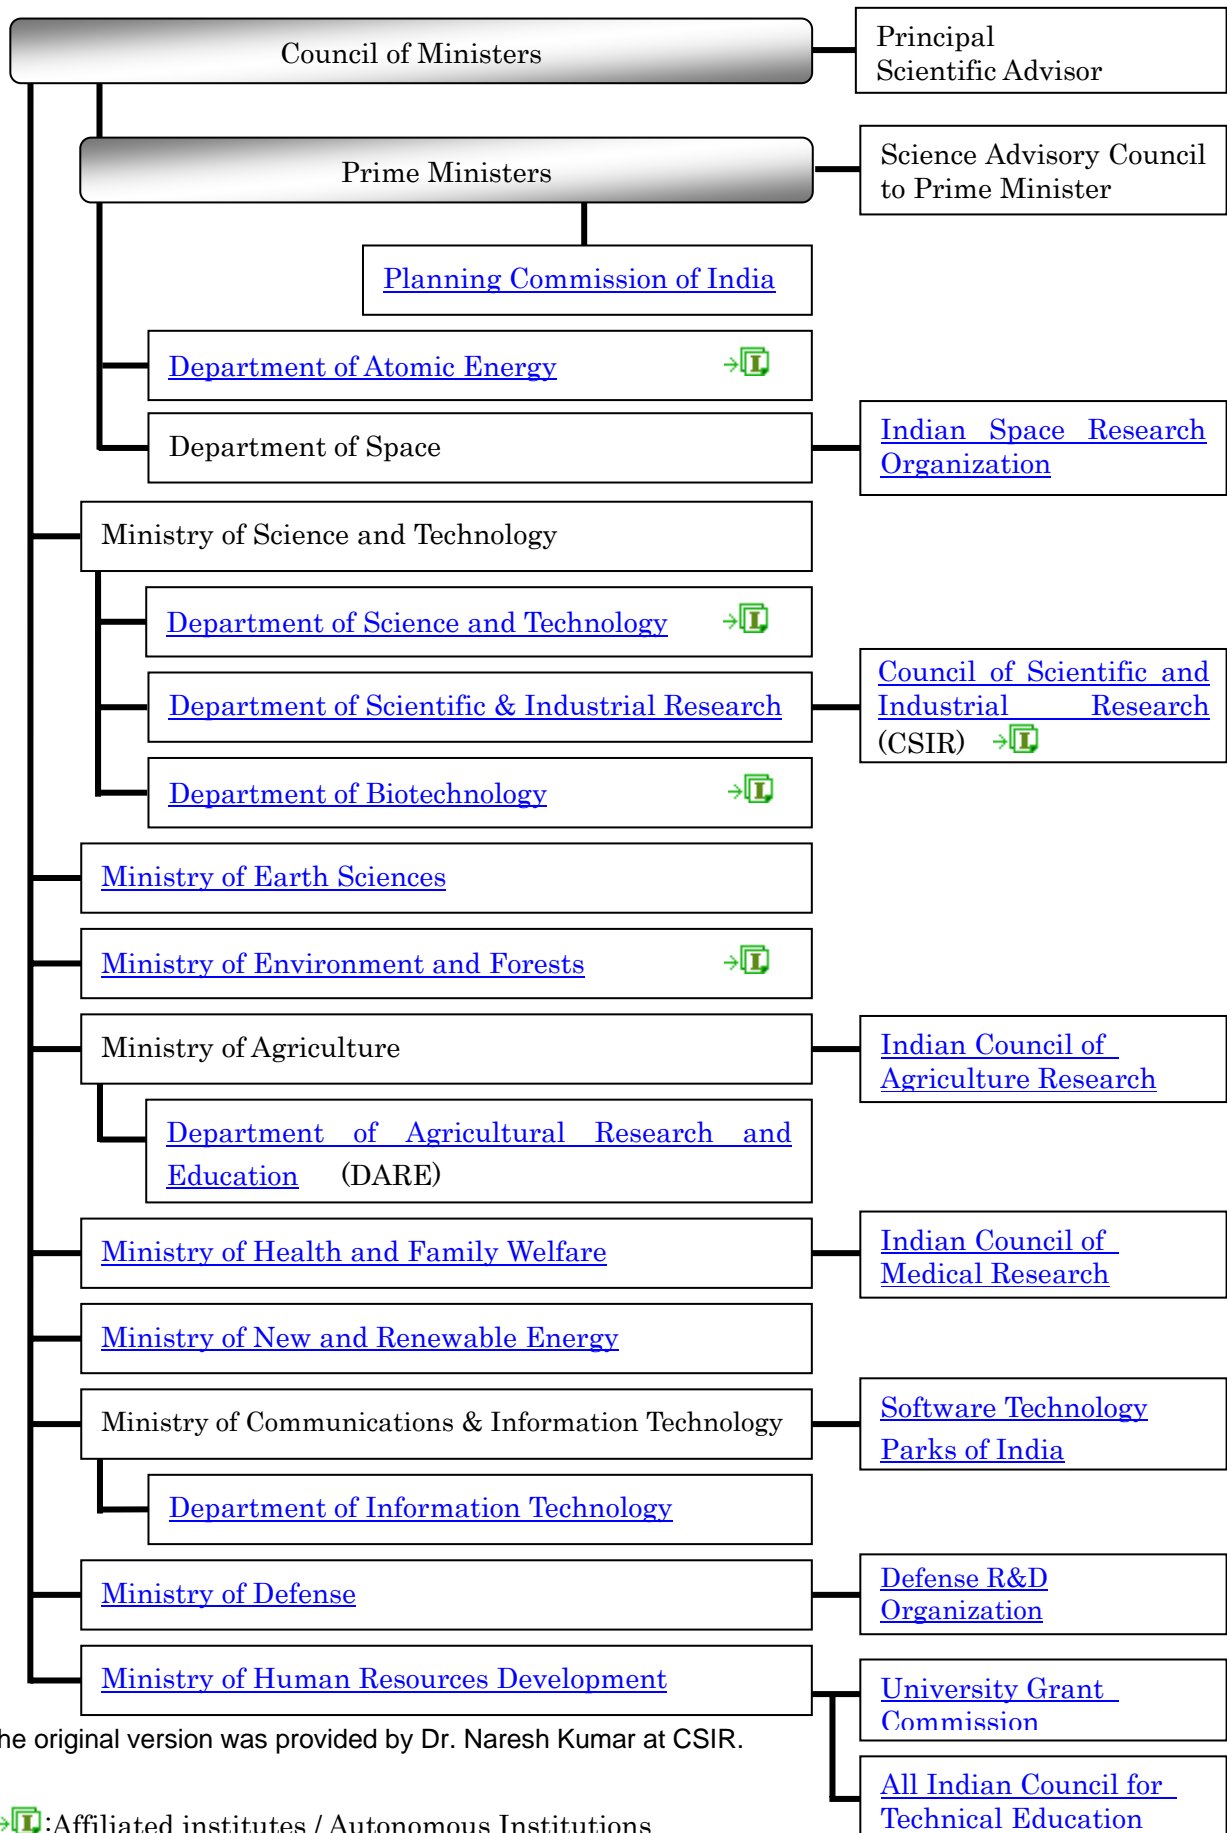 Council of Ministers
Principal
Scientific Advisor
Prime Ministers
Science Advisory Council
to Prime Minister
Planning Commission of India
Department of Atomic Energy
Department of Space
Indian Space Research
Organization
Ministry of Science and Technology
Department of Science and Technology
Department of Scientific & Industrial Research
Council of Scientific and
Industrial Research
(CSIR)
Department of Biotechnology
Ministry of Earth Sciences
Ministry of Environment and Forests
Ministry of Agriculture
Indian Council of
Agriculture Research
Department of Agricultural Research and
Education (DARE)
Ministry of Health and Family Welfare
Indian Council of
Medical Research
Ministry of New and Renewable Energy
Ministry of Communications & Information Technology
Software Technology
Parks of India
Department of Information Technology
Ministry of Defense
Defense R&D
Organization
Ministry of Human Resources Development
University Grant
Commission
he original version was provided by Dr. Naresh Kumar at CSIR.
All Indian Council for
Technical Education
→I:Affiliated institutes / Autonomous Institutions